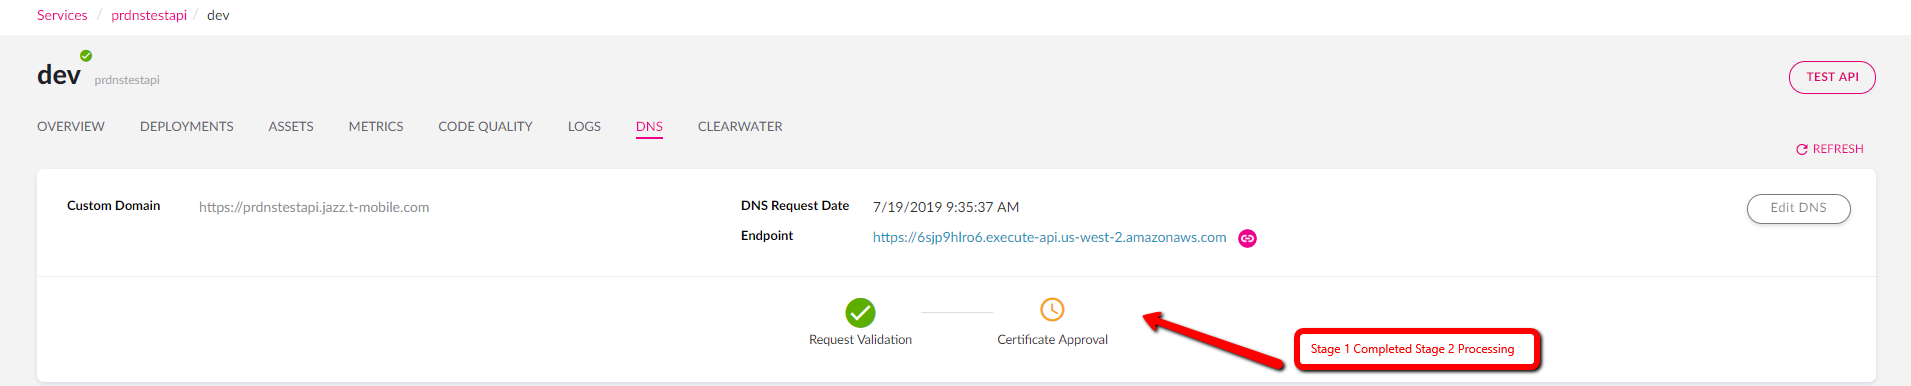 Services / prdnstestapi / dev
dev prdnstestapi
TEST API
OVERVIEW DEPLOYMENTS ASSETS METRICS CODE QUALITY LOGS DNS CLEARWATER
REFRESH
Custom Domain https://prdnstestapi.jazz.t-mobile.com
DNS Request Date 7/19/2019 9:35:37 AM
Edit DNS
Endpoint https://6sjp9hlro6.execute-api.us-west-2.amazonaws.com
Request Validation
Certificate Approval
Stage 1 Completed Stage 2 Processing